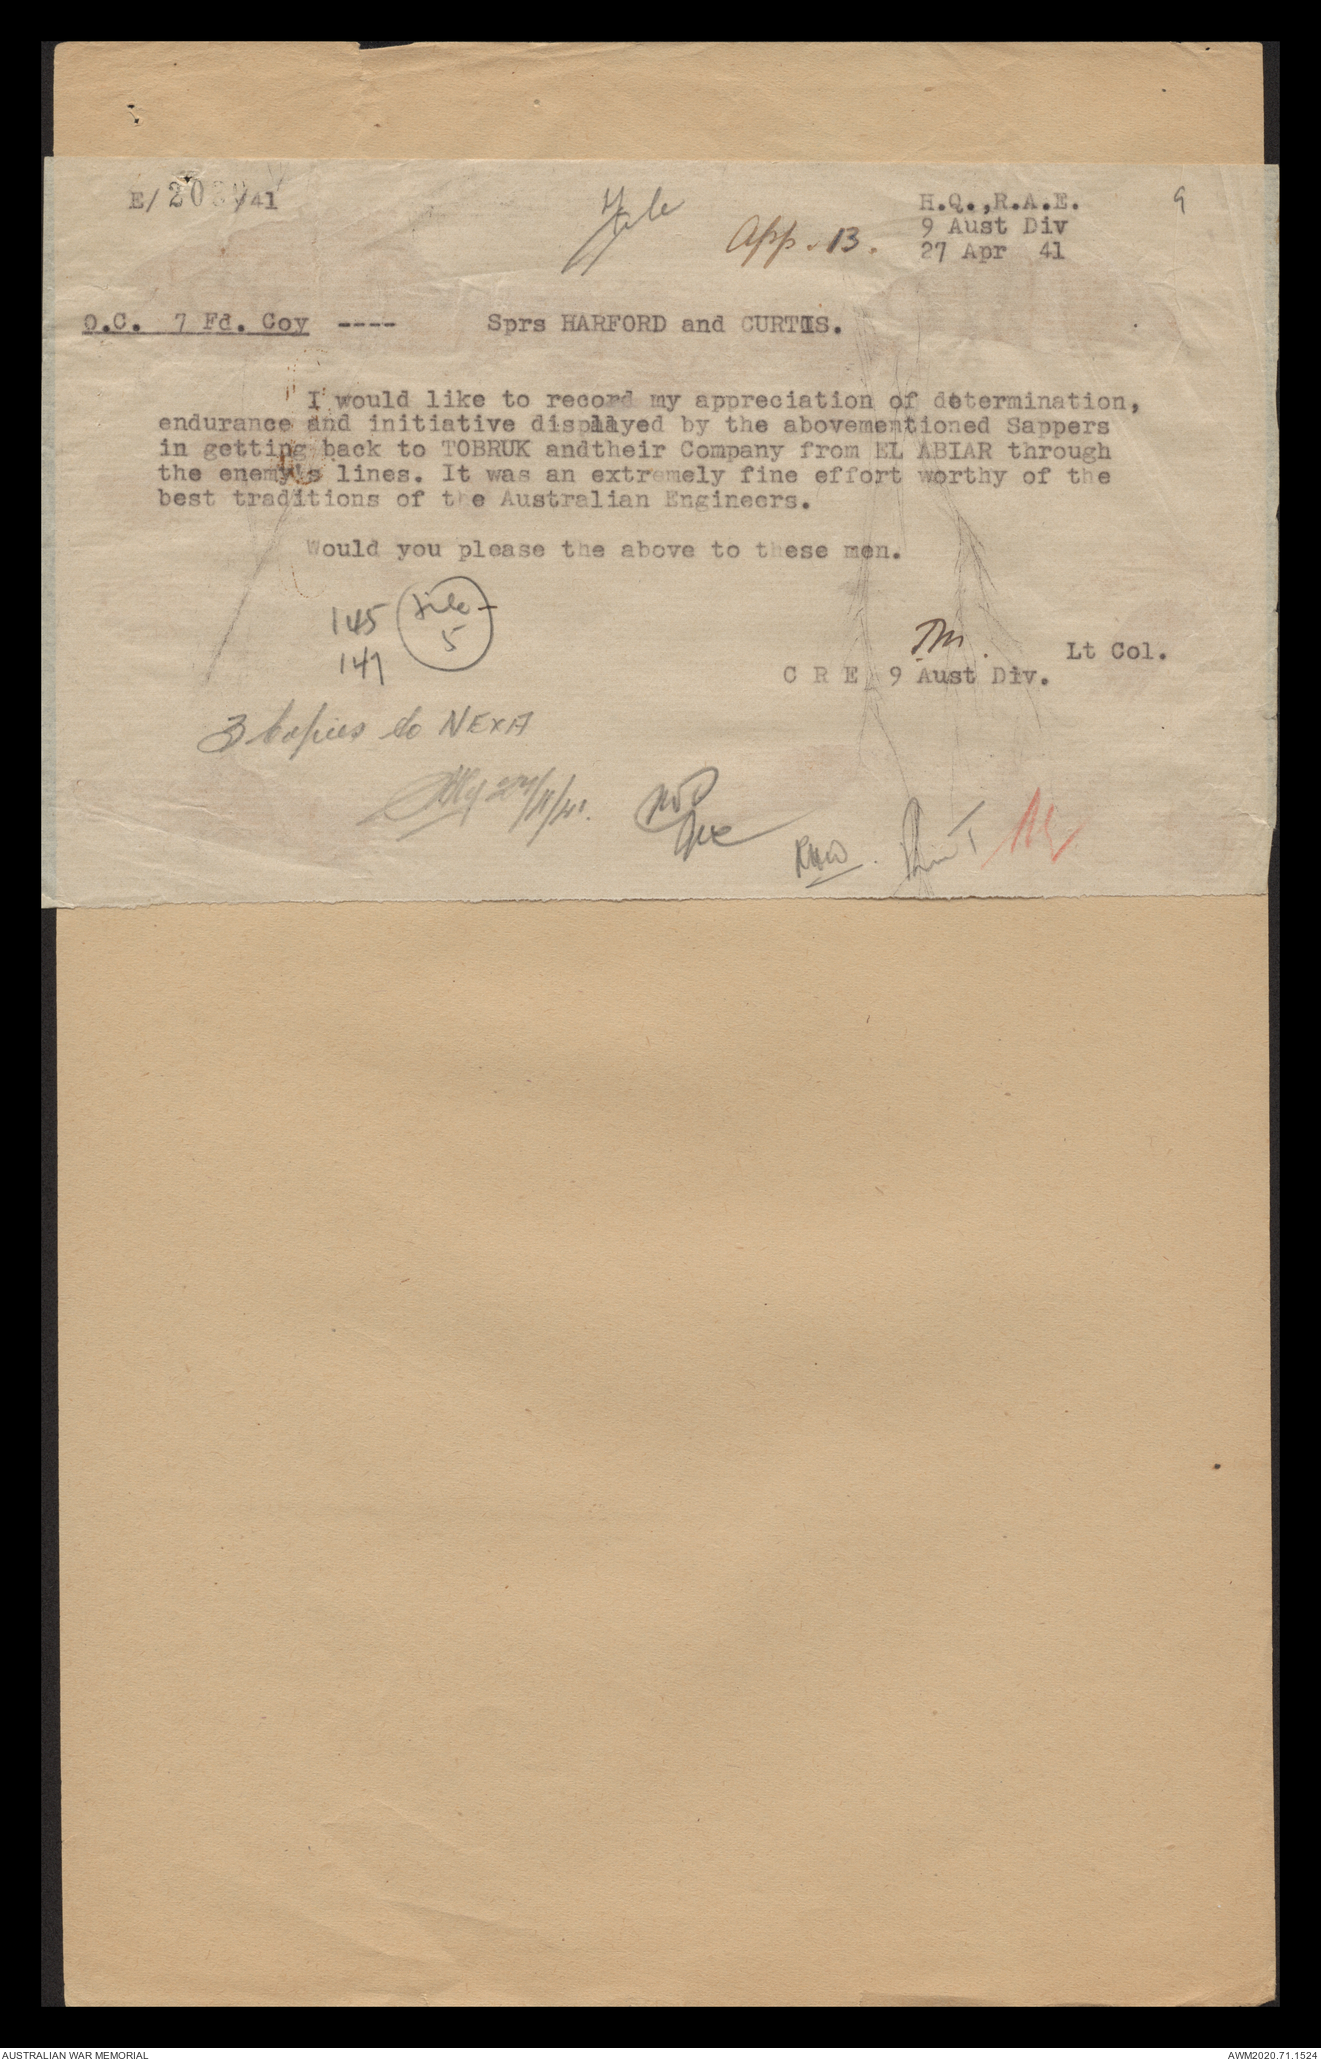 E/ 20 /41
File
App. 13.
H.Q.,R.A.E.
9 Aust Div
27 Apr 41
9
O.C. 7 Fd. Coy ---- Sprs HARFORD and CURTIS.
I would like to record my appreciation of determination,
endurance and initiative displayed by the abovementioned Sappers
in getting back to TOBRUK andtheir Company from EL ABIAR through
the enemy's lines. It was an extremely fine effort worthy of the
best traditions of the Australian Engineers.
Would you please the above to these men.
145
147
file
5
Lt Col.
C R E 9 Aust Div.
3 copies to NEXA
RHW
AUSTRALIAN WAR MEMORIAL
AWM2020.71.1524